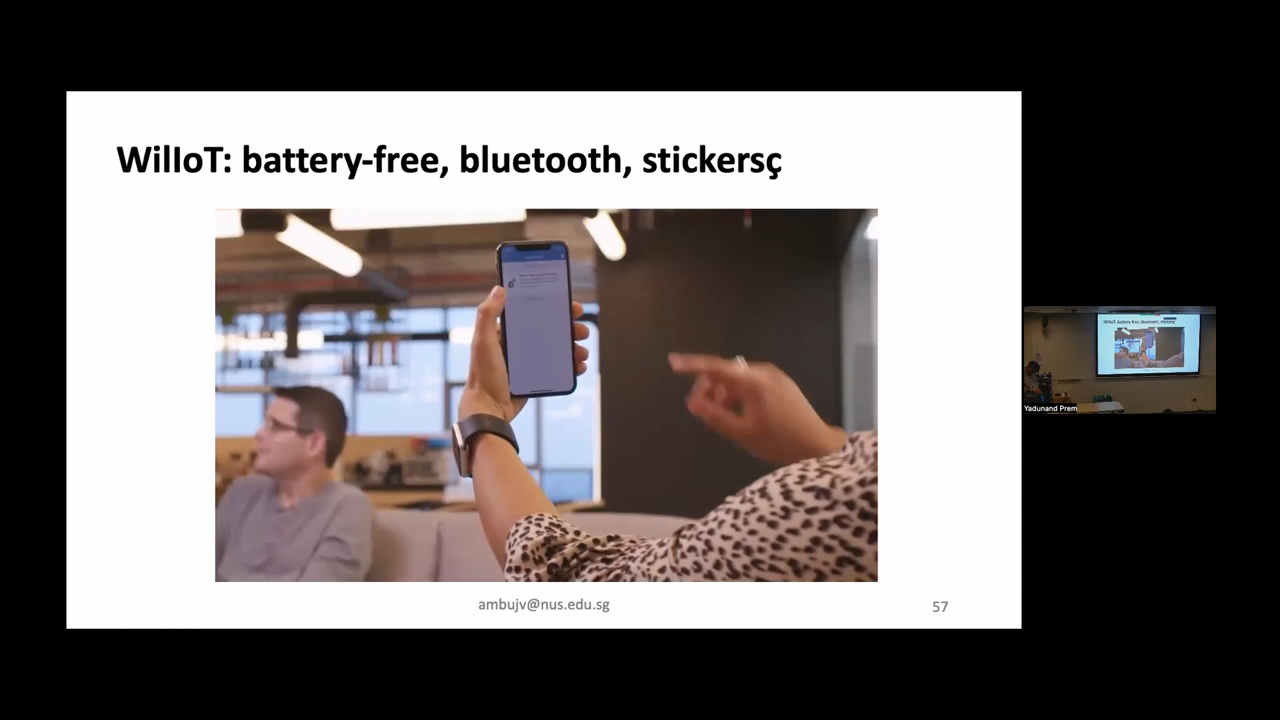 WilIoT: battery-free, bluetooth, stickersç
ambujv@nus.edu.sg
57
Yadunand Prem